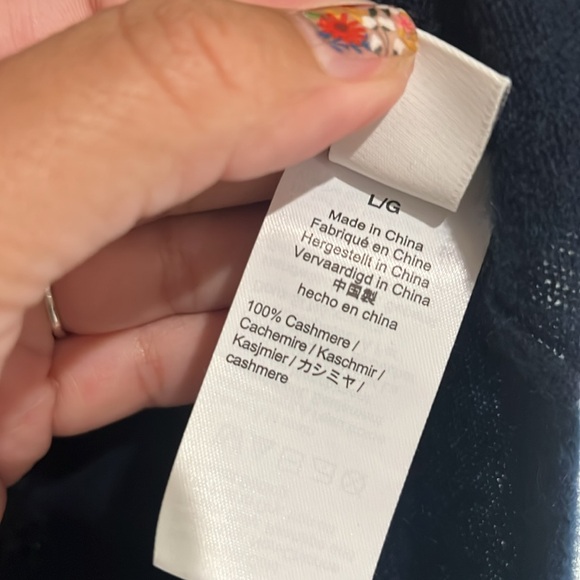 L/G
Made in China
Fabriqué en Chine
Hergestellt in China
Vervaardigd in China
中国製
hecho en china
100% Cashmere /
Cachemire / Kaschmir /
Kasjmier / カシミヤ /
cashmere